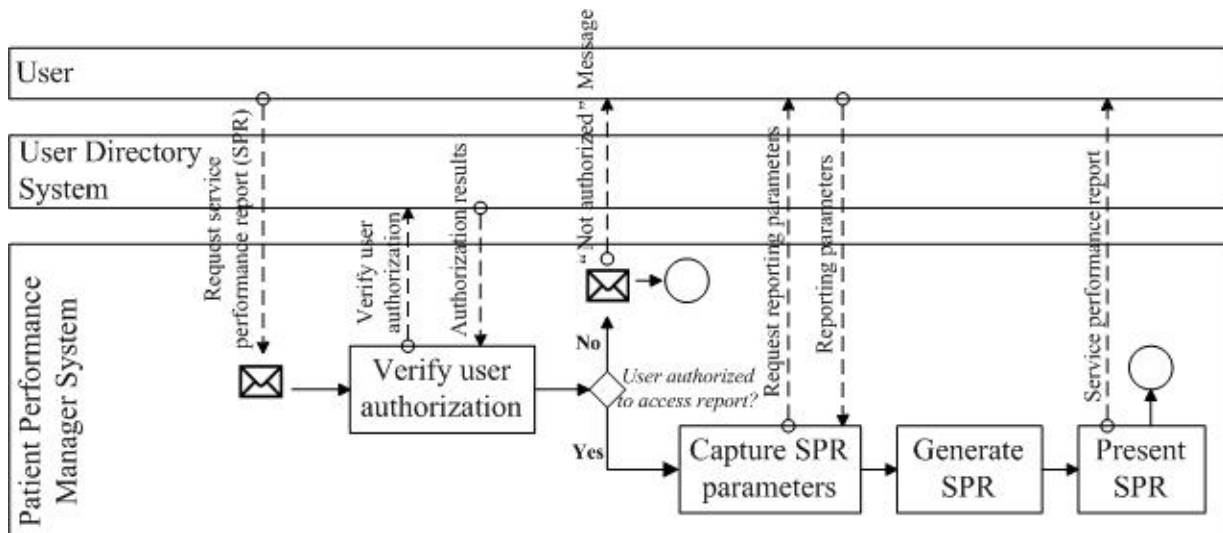 User
User Directory
System
Patient Performance
Manager System
Request service
performance report (SPR)
Verify user
authorization
Authorization results
“Not authorized” Message
Request reporting parameters
Reporting parameters
Service performance report
Verify user
authorization
No
User authorized
to access report?
Yes
Capture SPR
parameters
Generate
SPR
Present
SPR